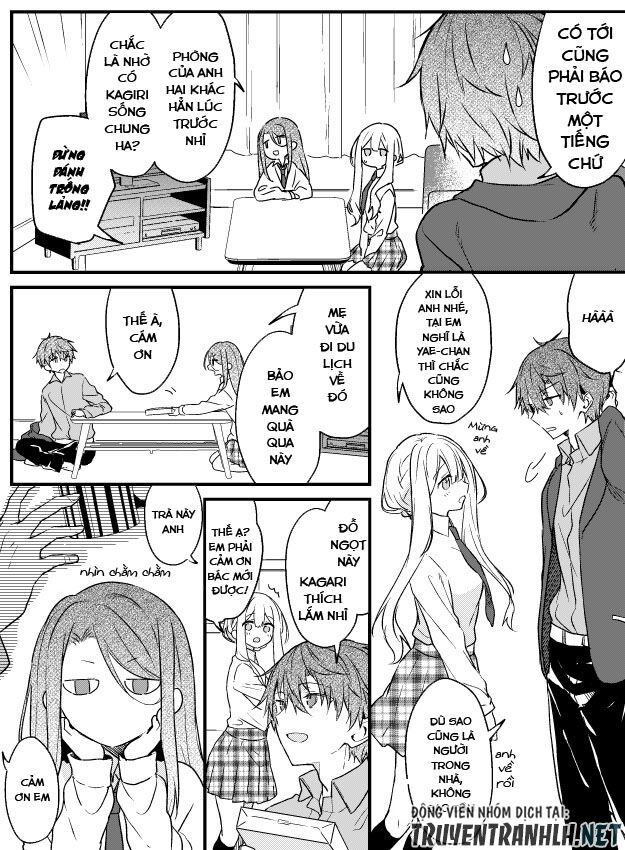 CÓ TỚI
CŨNG
PHẢI BÁO
TRƯỚC
MỘT
TIẾNG
CHỨ
PHÒNG
CỦA ANH
HAI KHÁC
HẲN LÚC
TRƯỚC
NHỈ
CHẮC
LÀ NHỜ
CÓ
KAGIRI
SỐNG
CHUNG
HA?
ĐỪNG
ĐÁNH
TRỐNG
LẢNG!!
HÀÀÀ
XIN LỖI
ANH NHÉ,
TẠI EM
NGHĨ LÀ
YAE-CHAN
THÌ CHẮC
CŨNG
KHÔNG
SAO
Mừng
anh
về
anh
về rồi
DÙ SAO
CŨNG LÀ
NGƯỜI
TRONG
NHÀ,
KHÔNG
MẸ
VỪA
ĐI DU
LỊCH VỀ
ĐÓ
BẢO
EM
MANG
QUÀ
QUA
NÀY
THẾ À,
CẢM
ƠN
ĐỒ
NGỌT
NÀY
KAGARI
THÍCH
LẮM NHỈ
THẾ Ạ?
EM PHẢI
CẢM ƠN
BÁC MỚI
ĐƯỢC!
TRÀ NÀY
ANH
nhìn chằm chằm
CẢM
ƠN EM
ĐỘNG VIÊN NHÓM DỊCH TẠI:
TRUYENTRANHLH.NET